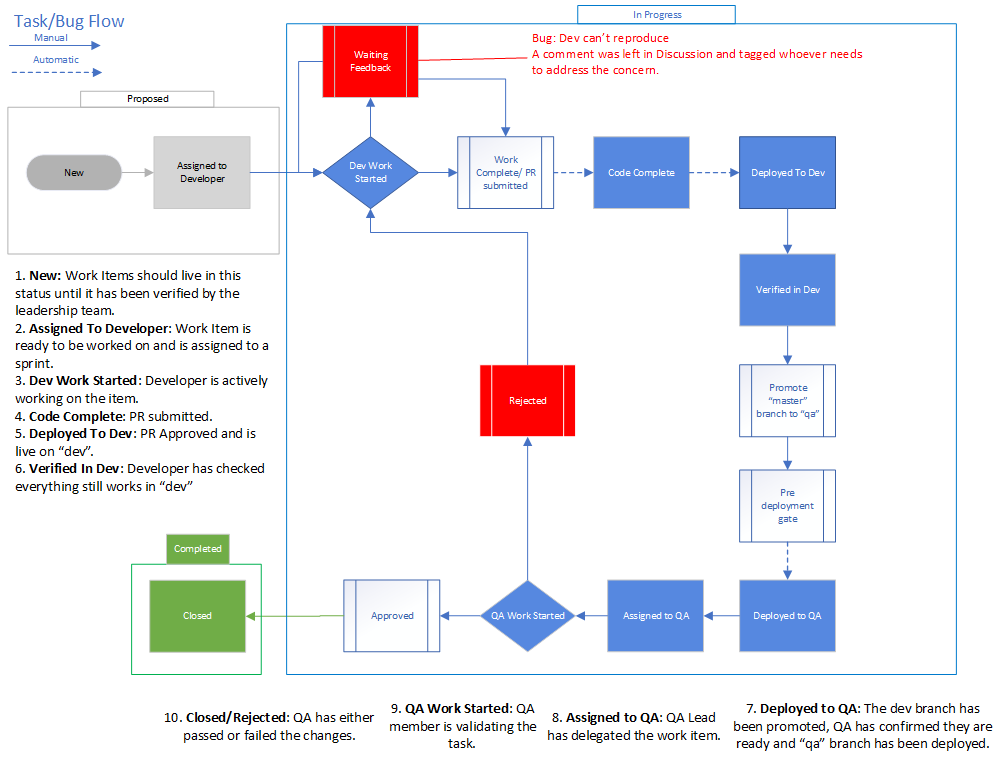 Task/Bug Flow
Manual
Automatic
In Progress
Bug: Dev can't reproduce
A comment was left in Discussion and tagged whoever needs
to address the concern.
Waiting
Feedback
Proposed
New
Assigned to
Developer
Dev Work
Started
Work
Complete/ PR
submitted
Code Complete
Deployed To Dev
Verified in Dev
1. New: Work Items should live in this
status until it has been verified by the
leadership team.
2. Assigned To Developer: Work Item is
ready to be worked on and is assigned to a
sprint.
3. Dev Work Started: Developer is actively
working on the item.
4. Code Complete: PR submitted.
5. Deployed To Dev: PR Approved and is
live on “dev”.
6. Verified In Dev: Developer has checked
everything still works in “dev”
Rejected
Promote
“master”
branch to “qa”
Pre
deployment
gate
Completed
Closed
Approved
QA Work Started
Assigned to QA
Deployed to QA
10. Closed/Rejected: QA has either
passed or failed the changes.
9. QA Work Started: QA
member is validating the
task.
8. Assigned to QA: QA Lead
has delegated the work item.
7. Deployed to QA: The dev branch has
been promoted, QA has confirmed they are
ready and “qa” branch has been deployed.